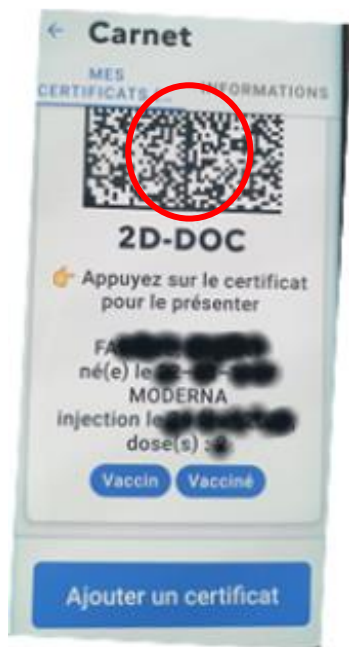 Carnet
MES
CERTIFICATS (... INFORMATIONS
2D-DOC
Appuyez sur le certificat
pour le présenter
FA
né(e) le
MODERNA
injection le
dose(s) :
Vaccin Vacciné
Ajouter un certificat